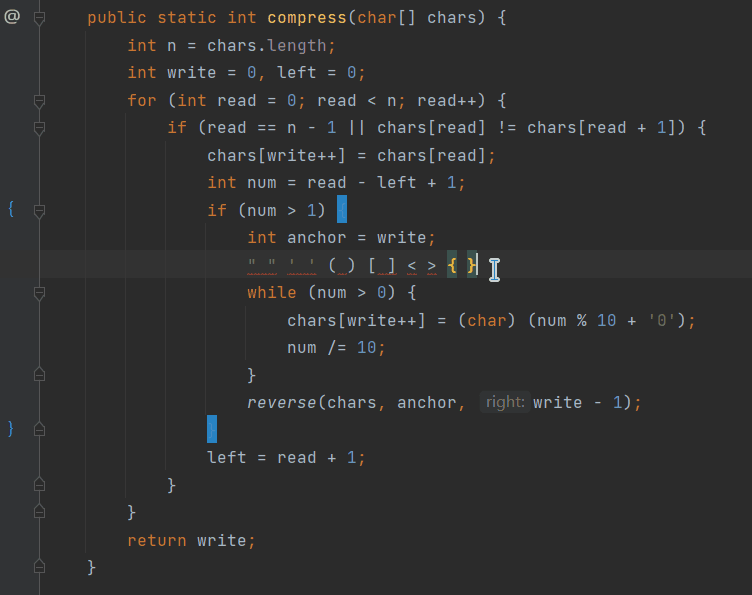 @ public static int compress(char[] chars) {
int n = chars.length;
int write = 0, left = 0;
for (int read = 0; read < n; read++) {
if (read == n - 1 || chars[read] != chars[read + 1]) {
chars[write++] = chars[read];
int num = read - left + 1;
{ if (num > 1) {
int anchor = write;
" " ' ' ( ) [ ] < > { }
while (num > 0) {
chars[write++] = (char) (num % 10 + '0');
num /= 10;
}
reverse(chars, anchor, right: write - 1);
} }
left = read + 1;
}
}
return write;
}